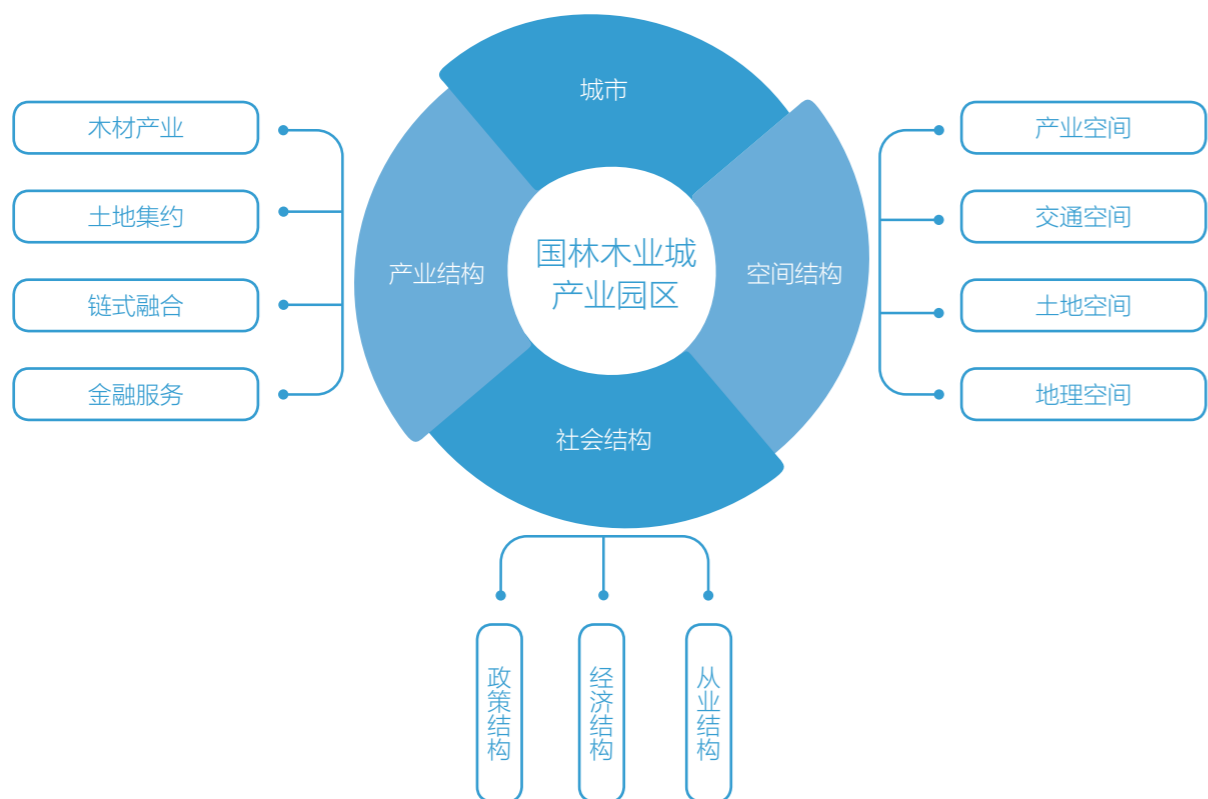 城市
木材产业
产业空间
土地集约
交通空间
国林木业城
产业园区
产业结构
空间结构
链式融合
土地空间
金融服务
地理空间
社会结构
政策结构
经济结构
从业结构